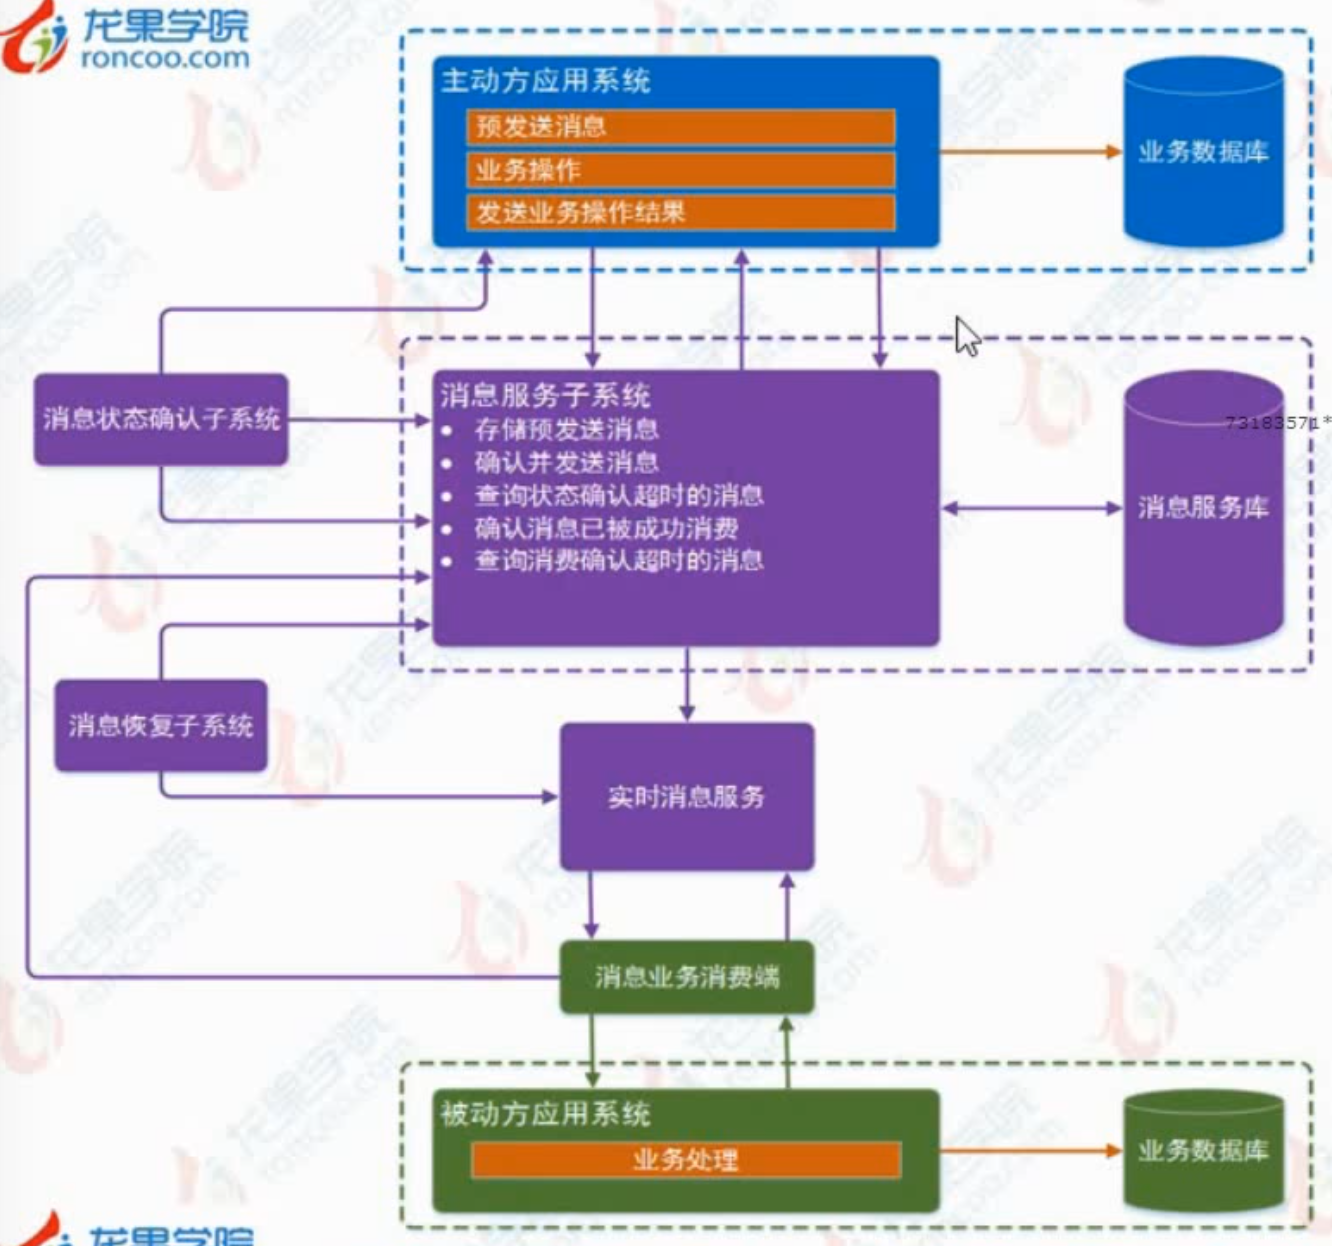 龙果学院
roncoo.com
主动方应用系统
预发送消息
业务操作
发送业务操作结果
业务数据库
消息状态确认子系统
消息服务子系统
• 存储预发送消息
• 确认并发送消息
• 查询状态确认超时的消息
• 确认消息已被成功消费
• 查询消费确认超时的消息
73183571*
消息服务库
消息恢复子系统
实时消息服务
消息业务消费端
被动方应用系统
业务处理
业务数据库
龙果学院